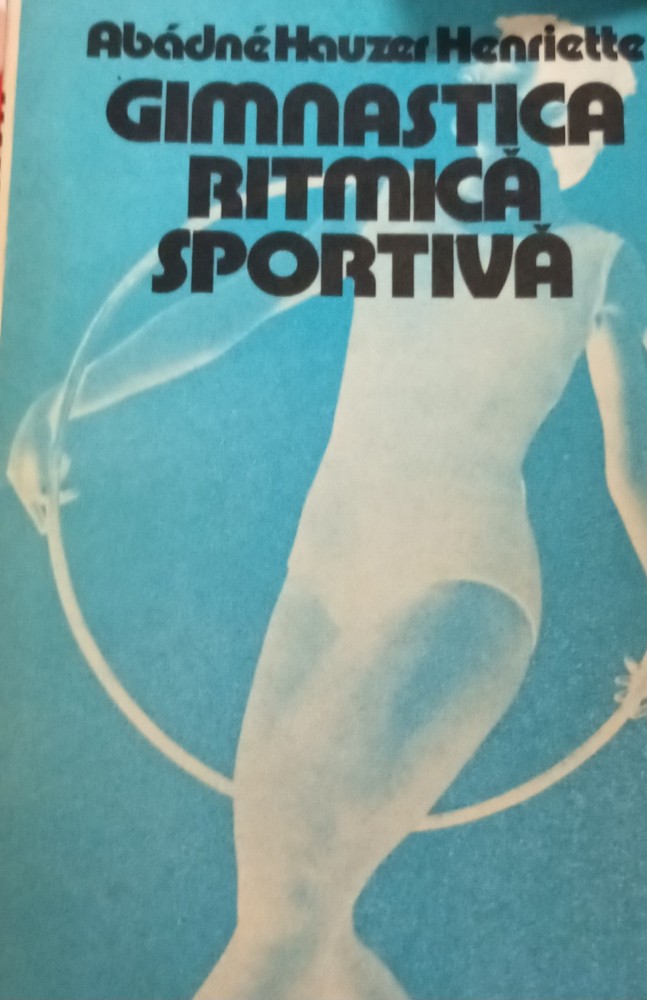 Abádné Hauzer Henriette
GIMNASTICA
RITMICĂ
SPORTIVĂ